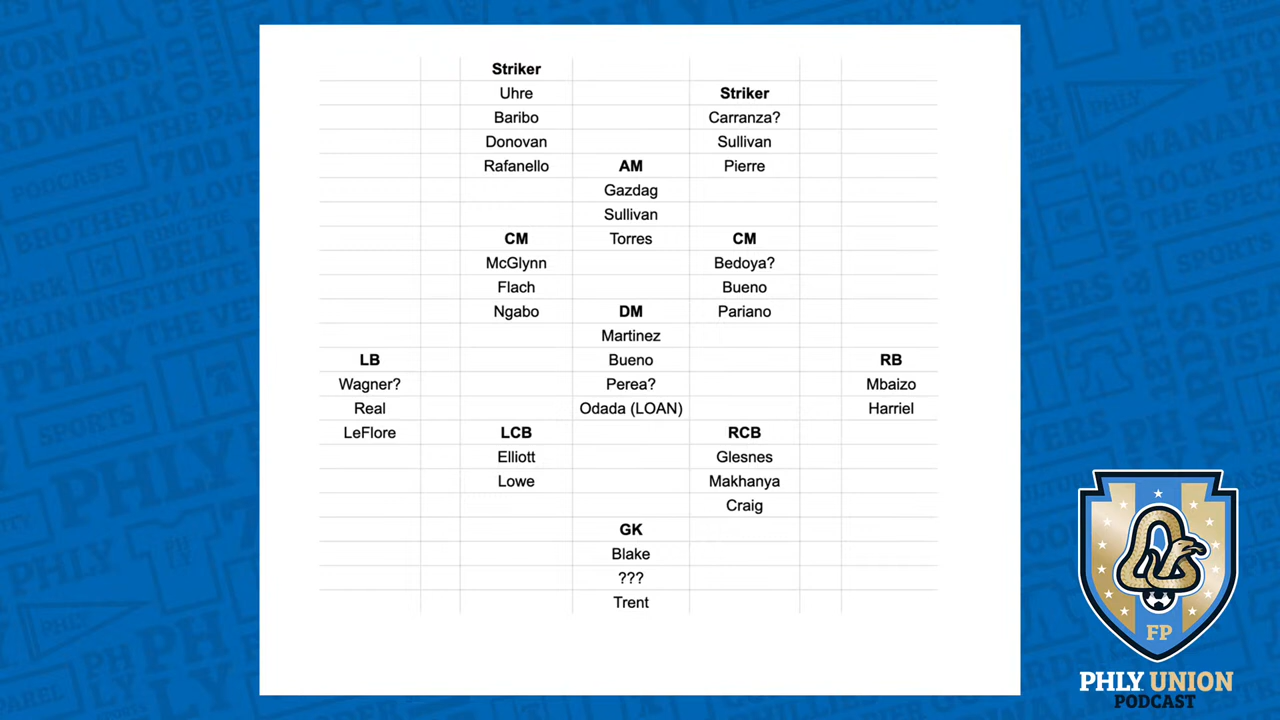 Striker
Uhre
Striker
Baribo
Carranza?
Donovan
Sullivan
Rafanello
AM
Pierre
Gazdag
Sullivan
CM
Torres
CM
McGlynn
Bedoya?
Flach
Bueno
Ngabo
DM
Pariano
Martinez
LB
Bueno
RB
Wagner?
Perea?
Mbaizo
Real
Odada (LOAN)
Harriel
LeFlore
LCB
RCB
Elliott
Glesnes
Lowe
Makhanya
Craig
GK
Blake
???
Trent
FP
PHLY UNION
PODCAST